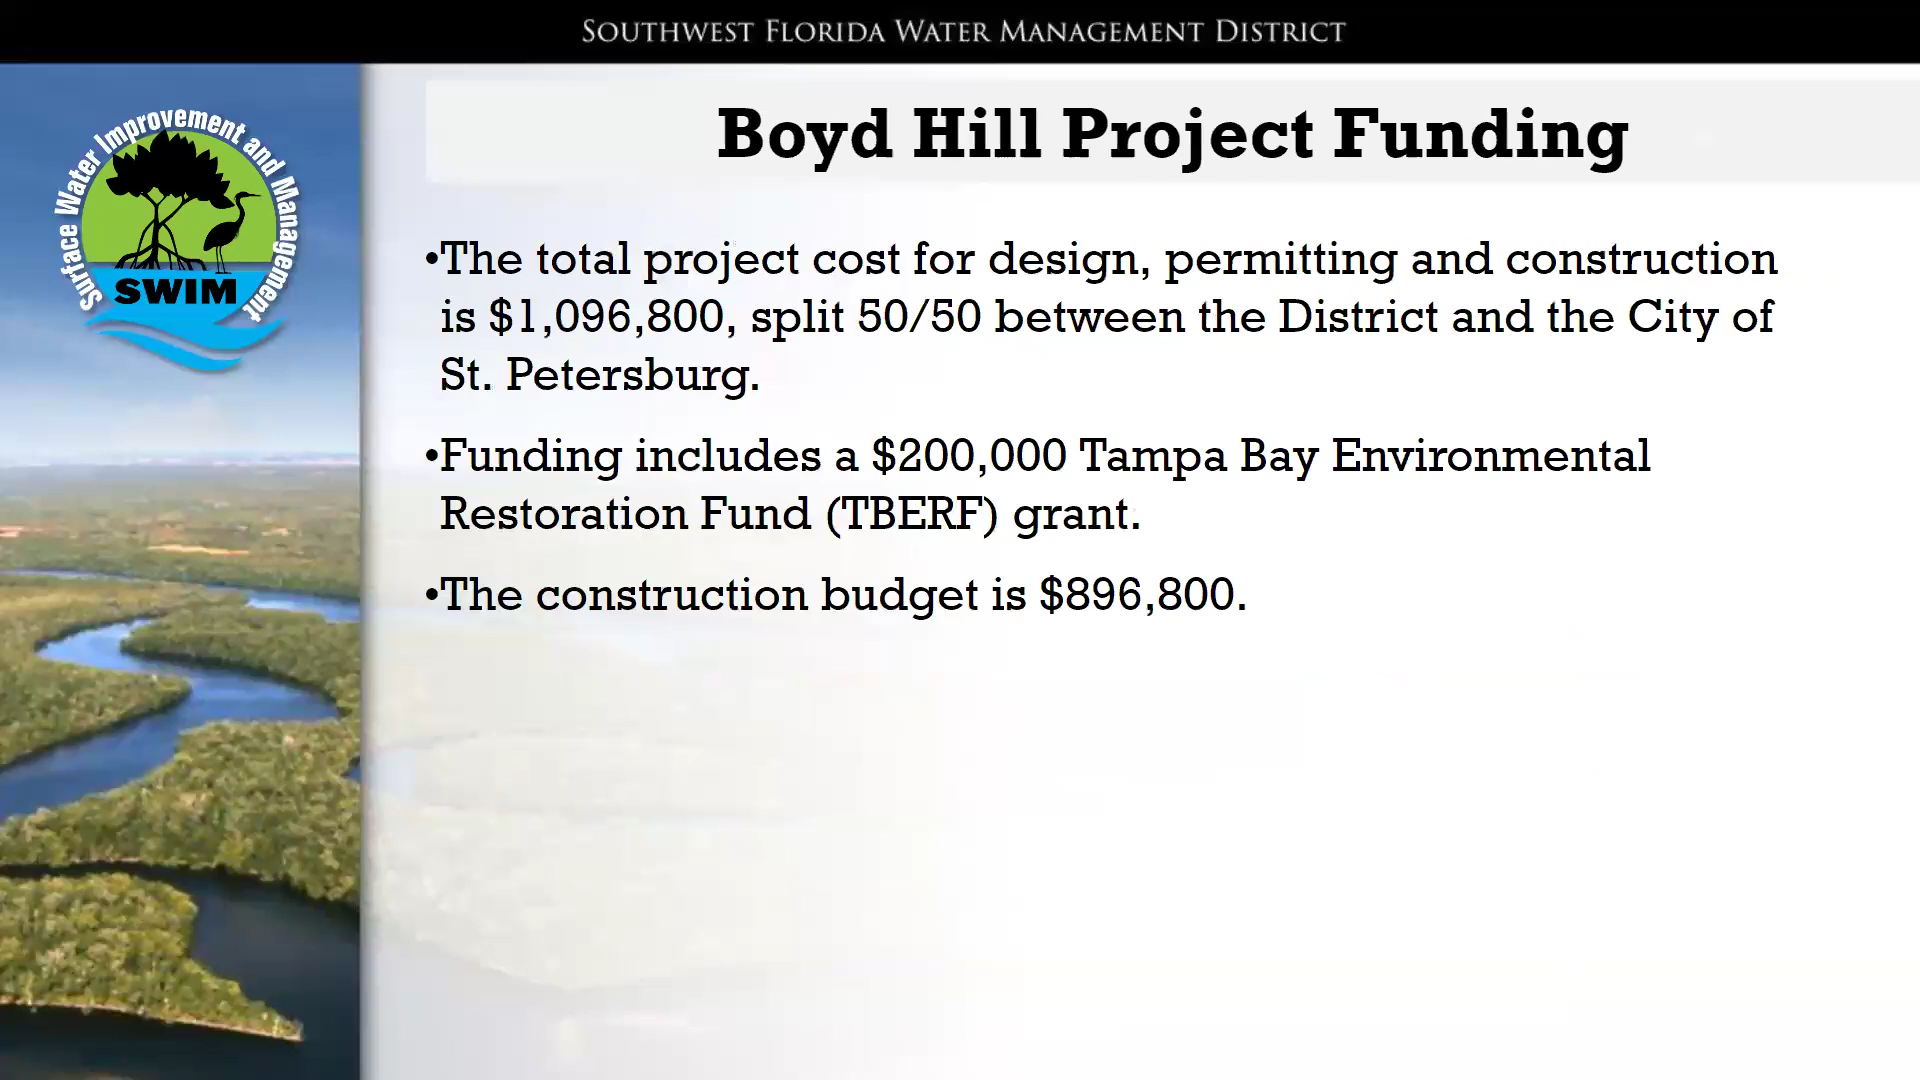 SOUTHWEST FLORIDA WATER MANAGEMENT DISTRICT
Surface Water Improvement and Management
SWIM
Boyd Hill Project Funding
•The total project cost for design, permitting and construction
is $1,096,800, split 50/50 between the District and the City of
St. Petersburg.
•Funding includes a $200,000 Tampa Bay Environmental
Restoration Fund (TBERF) grant.
•The construction budget is $896,800.